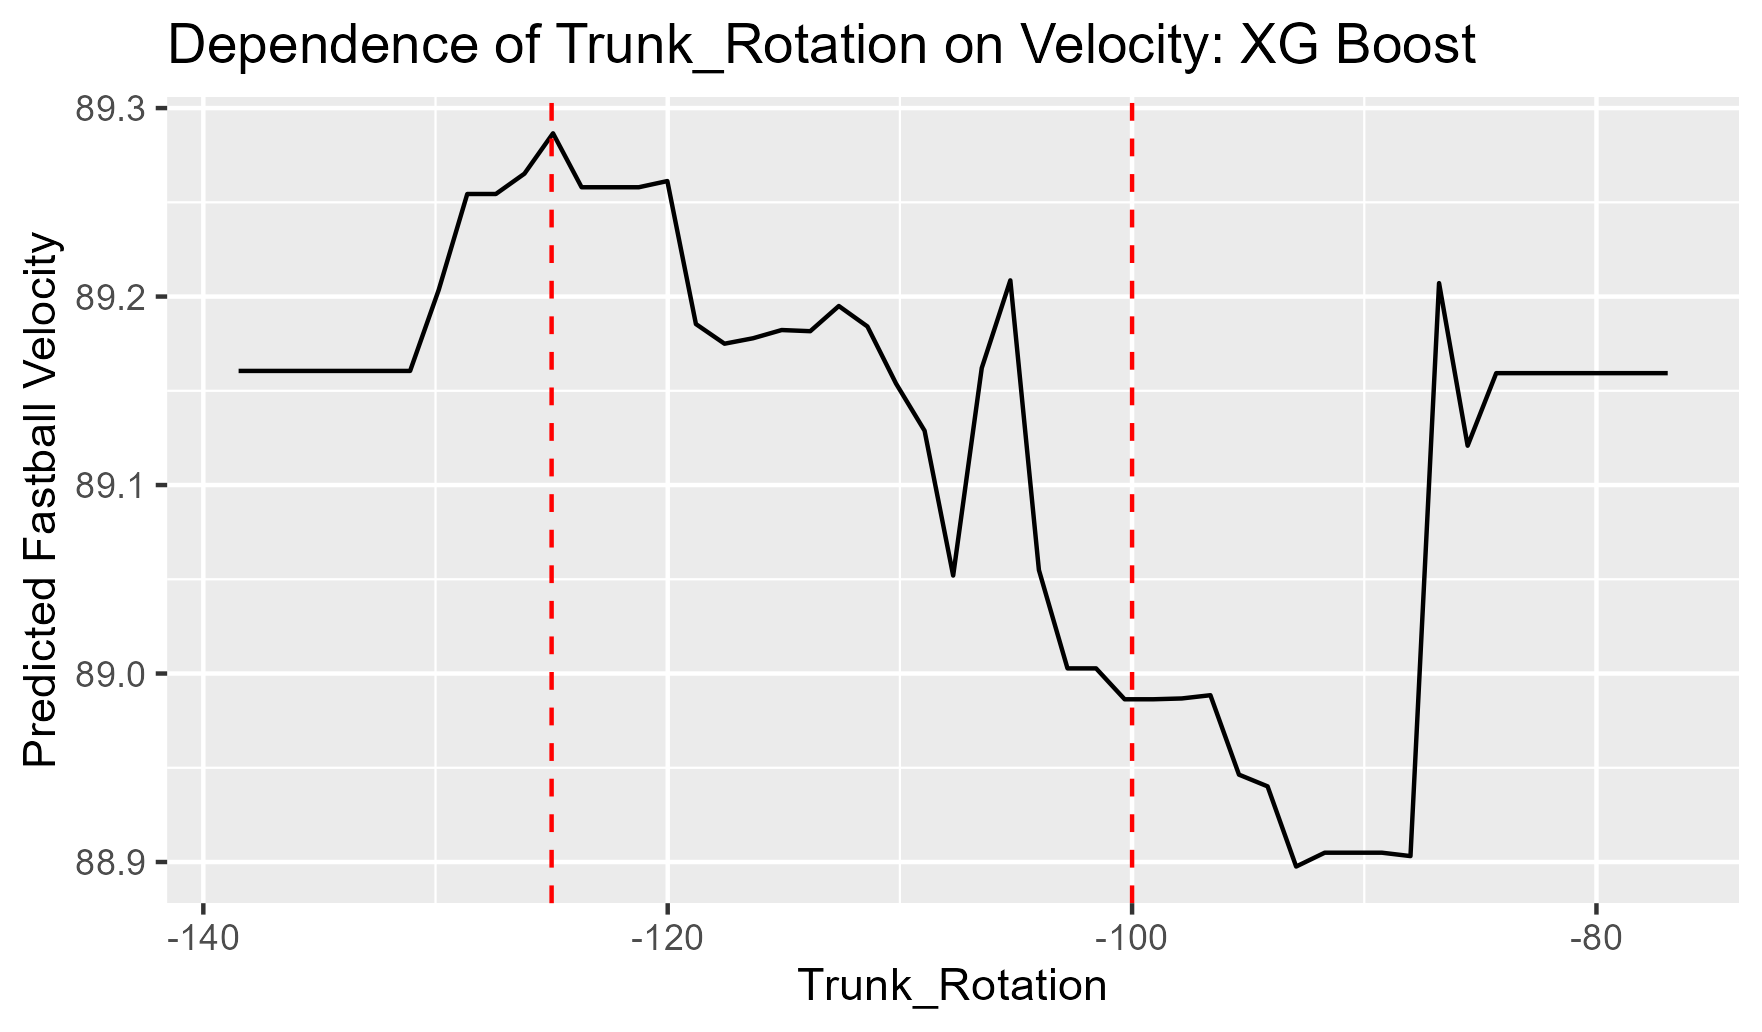 Dependence of Trunk_Rotation on Velocity: XG Boost
Predicted Fastball Velocity
89.3
89.2
89.1
89.0
88.9
-140 -120 -100 -80
Trunk_Rotation